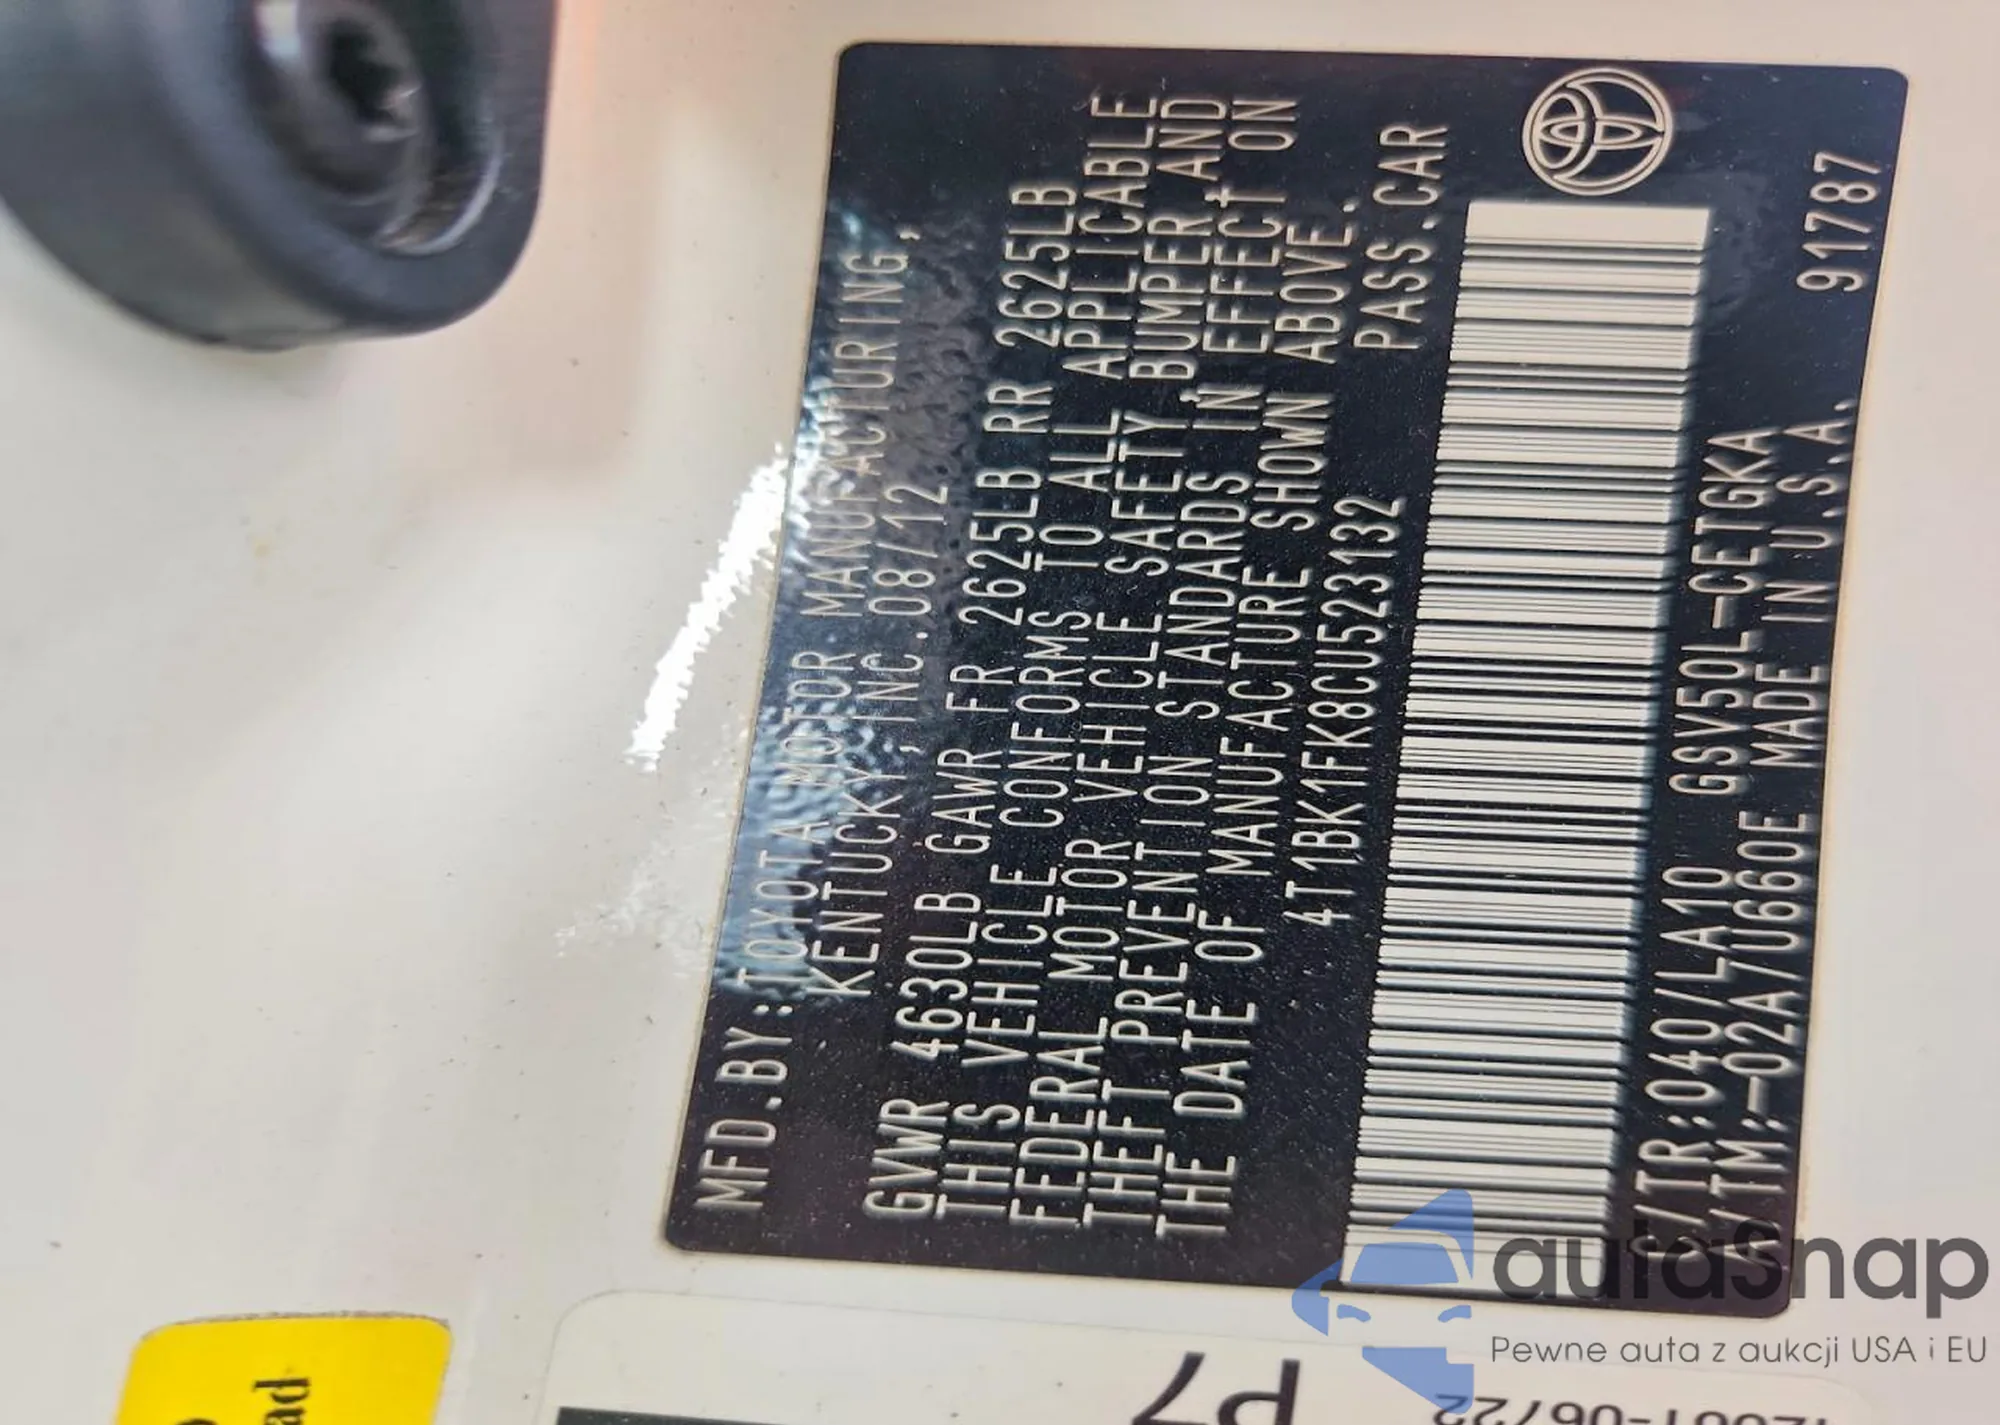 MFD.BY:TOYOTA MOTOR MANUFACTURING,
KENTUCKY, INC.08/12
GVWR 4630LB GAWR FR 2625LB RR 2625LB
THIS VEHICLE CONFORMS TO ALL APPLICABLE
FEDERAL MOTOR VEHICLE SAFETY, BUMPER, AND
THEFT PREVENTION STANDARDS IN EFFECT ON
THE DATE OF MANUFACTURE SHOWN ABOVE.
4T1BK1FK8CU523132 PASS.CAR
C/TR:040/LA10 GSV50L-CETGKA
A/TM:-02A/U660E MADE IN U.S.A. 91787
autaSnap
Pewne auta z aukcji USA i EU
ad